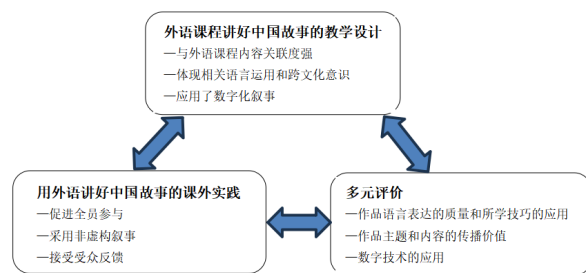 外语课程讲好中国故事的教学设计
—与外语课程内容关联度强
—体现相关语言运用和跨文化意识
—应用了数字化叙事
用外语讲好中国故事的课外实践
—促进全员参与
—采用非虚构叙事
—接受受众反馈
多元评价
—作品语言表达的质量和所学技巧的应用
—作品主题和内容的传播价值
—数字技术的应用